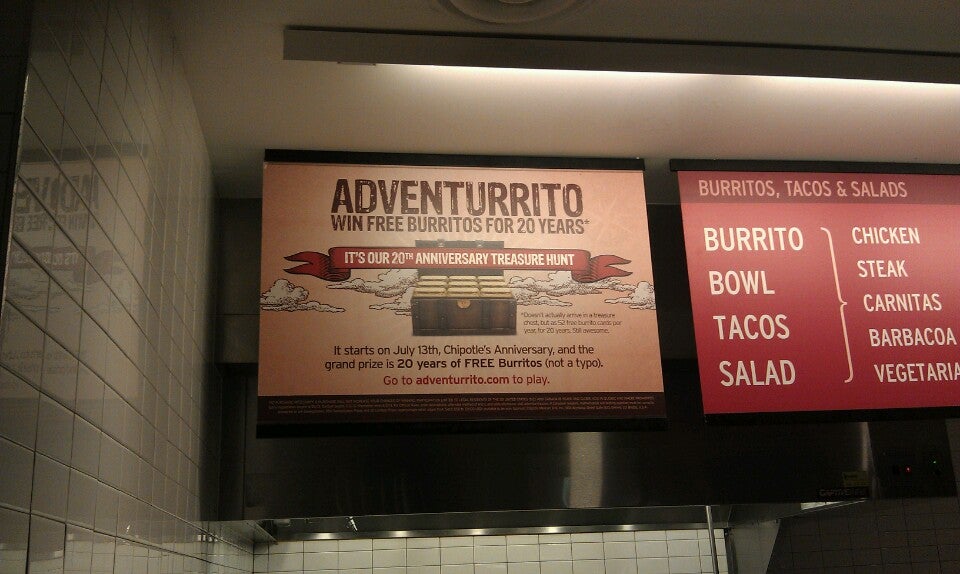 ADVENTURRITO
WIN FREE BURRITOS FOR 20 YEARS*
IT'S OUR 20TH ANNIVERSARY TREASURE HUNT
*Doesn't actually arrive in a treasure
chest, but as 52 free burrito cards per
year, for 20 years. Still awesome.
It starts on July 13th, Chipotle's Anniversary, and the
grand prize is 20 years of FREE Burritos (not a typo).
Go to adventurrito.com to play.
BURRITOS, TACOS & SALADS
BURRITO
BOWL
TACOS
SALAD
CHICKEN
STEAK
CARNITAS
BARBACOA
VEGETARIA